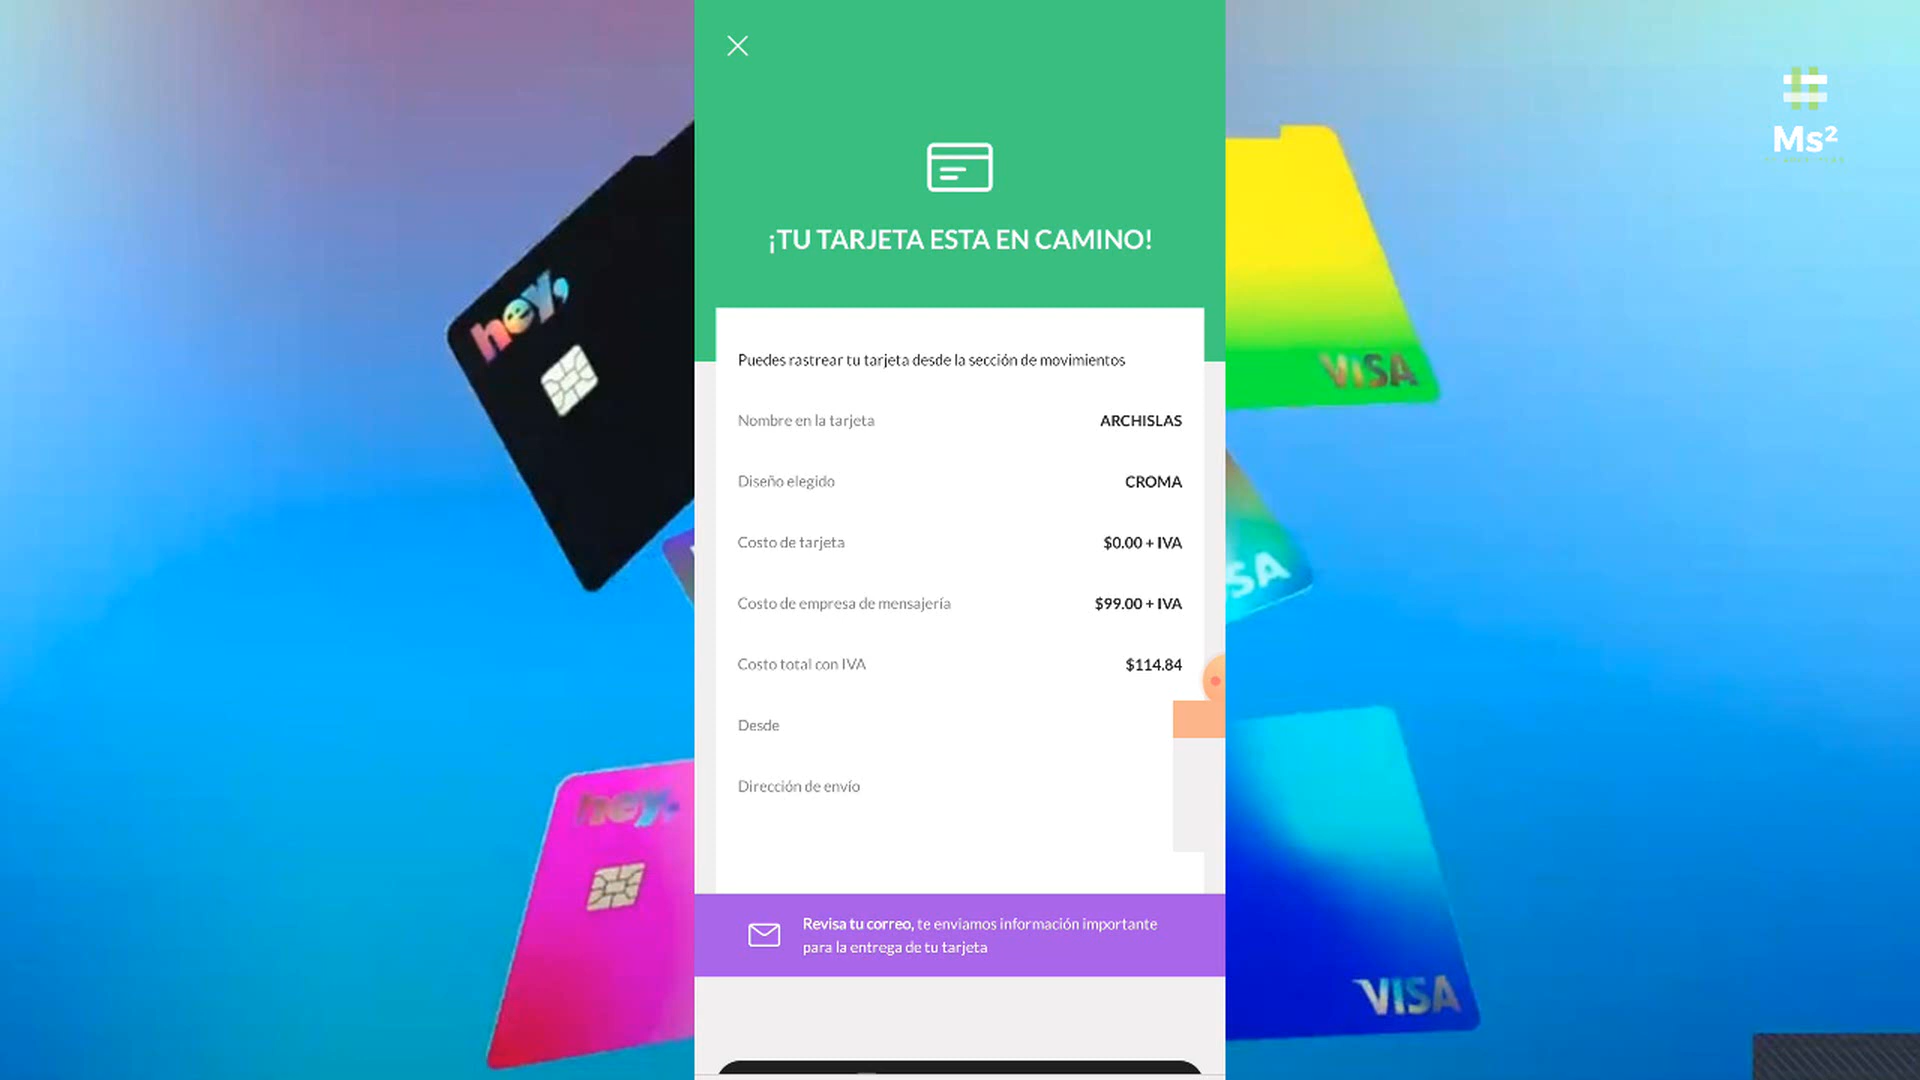 Ms²
¡TU TARJETA ESTA EN CAMINO!
hey,
VISA
Puedes rastrear tu tarjeta desde la sección de movimientos
Nombre en la tarjeta ARCHISLAS
Diseño elegido CROMA
Costo de tarjeta $0.00 + IVA
SA
Costo de empresa de mensajería $99.00 + IVA
Costo total con IVA $114.84
Desde
Dirección de envío
hey,
Revisa tu correo, te enviamos información importante
para la entrega de tu tarjeta
VISA